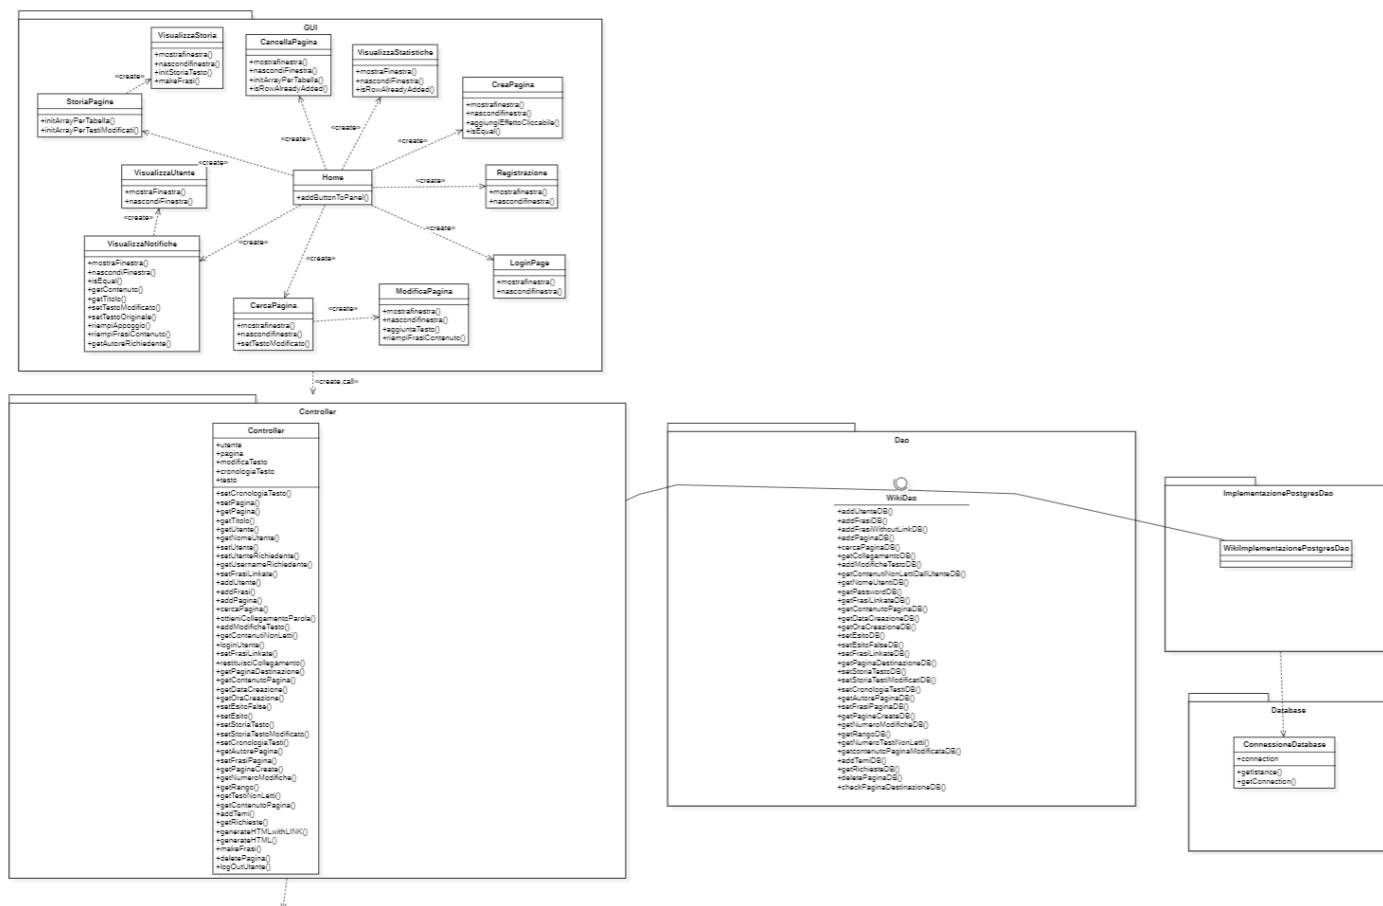 GUI
VisualizzaStoria
+mostrafinestra()
+nascondifinestra()
+initStoriaTesto()
+makeFrasi()
CancellaPagina
+mostrafinestra()
+nascondiFinestra()
+initArrayPerTabella()
+isRowAlreadyAdded()
VisualizzaStatistiche
+mostraFinestra()
+nascondiFinestra()
+isRowAlreadyAdded()
CreaPagina
+mostrafinestra()
+nascondifinestra()
+aggiungiEffettoCliccabile()
+isEqual()
«create»
StoriaPagine
+initArrayPerTabella()
+initArrayPerTestiModificati()
«create»
«create»
«create»
«create»
VisualizzaUtente
+mostraFinestra()
+nascondiFinestra()
Home
+addButtonToPanel()
«create»
Registrazione
+mostrafinestra()
+nascondifinestra()
«create»
VisualizzaNotifiche
+mostraFinestra()
+nascondiFinestra()
+isEqual()
+getContenuto()
+getTitolo()
+setTestoModificato()
+setTestoOriginale()
+riempiAppoggio()
+riempiFrasiContenuto()
+getAutoreRichiedente()
«create»
«create»
«create»
LoginPage
+mostrafinestra()
+nascondifinestra()
CercaPagina
+mostrafinestra()
+nascondifinestra()
+setTestoModificato()
«create»
ModificaPagina
+mostrafinestra()
+nascondifinestra()
+aggiuntaTesto()
+riempiFrasiContenuto()
«create,call»
Controller
Controller
+utente
+pagina
+modificaTesto
+cronologiaTesto
+testo
+setCronologiaTesto()
+setPagina()
+getPagina()
+getTitolo()
+getUtente()
+getNomeUtente()
+setUtente()
+setUtenteRichiedente()
+getUsernameRichiedente()
+setFrasiLinkate()
+addUtente()
+addFrasi()
+addPagina()
+cercaPagina()
+ottieniCollegamentoParola()
+addModificheTesto()
+getContenutiNonLetti()
+loginUtente()
+setFrasiLinkate()
+restituisciCollegamento()
+getPaginaDestinazione()
+getContenutoPagina()
+getDataCreazione()
+getOraCreazione()
+setEsitoFalse()
+setEsito()
+setStoriaTesto()
+setStoriaTestoModificato()
+setCronologiaTesti()
+getAutorePagina()
+setFrasiPagina()
+getPagineCreate()
+getNumeroModifiche()
+getRango()
+getTestiNonLetti()
+getContenutoPagina()
+addTemi()
+getRichieste()
+generateHTMLwithLINK()
+generateHTML()
+makeFrasi()
+deletePagina()
+logOutUtente()
Dao
WikiDao
+addUtenteDB()
+addFrasiDB()
+addFrasiWithoutLinkDB()
+addPaginaDB()
+cercaPaginaDB()
+getCollegamentoDB()
+addModificheTestoDB()
+getContenutiNonLettiDallUtenteDB()
+getNomeUtentiDB()
+getPasswordDB()
+getFrasiLinkateDB()
+getContenutoPaginaDB()
+getDataCreazioneDB()
+getOraCreazioneDB()
+setEsitoDB()
+setEsitoFalseDB()
+setFrasiLinkateDB()
+getPaginaDestinazioneDB()
+setStoriaTestoDB()
+setStoriaTestiModificatiDB()
+setCronologiaTestiDB()
+getAutorePaginaDB()
+setFrasiPaginaDB()
+getPagineCreateDB()
+getNumeroModificheDB()
+getRangoDB()
+getNumeroTestiNonLetti()
+getcontenutoPaginaModificataDB()
+addTemiDB()
+getRichiesteDB()
+deletePaginaDB()
+checkPaginaDestinazioneDB()
ImplementazionePostgresDao
WikiImplementazionePostgresDao
Database
ConnessioneDatabase
+connection
+getIstance()
+getConnection()